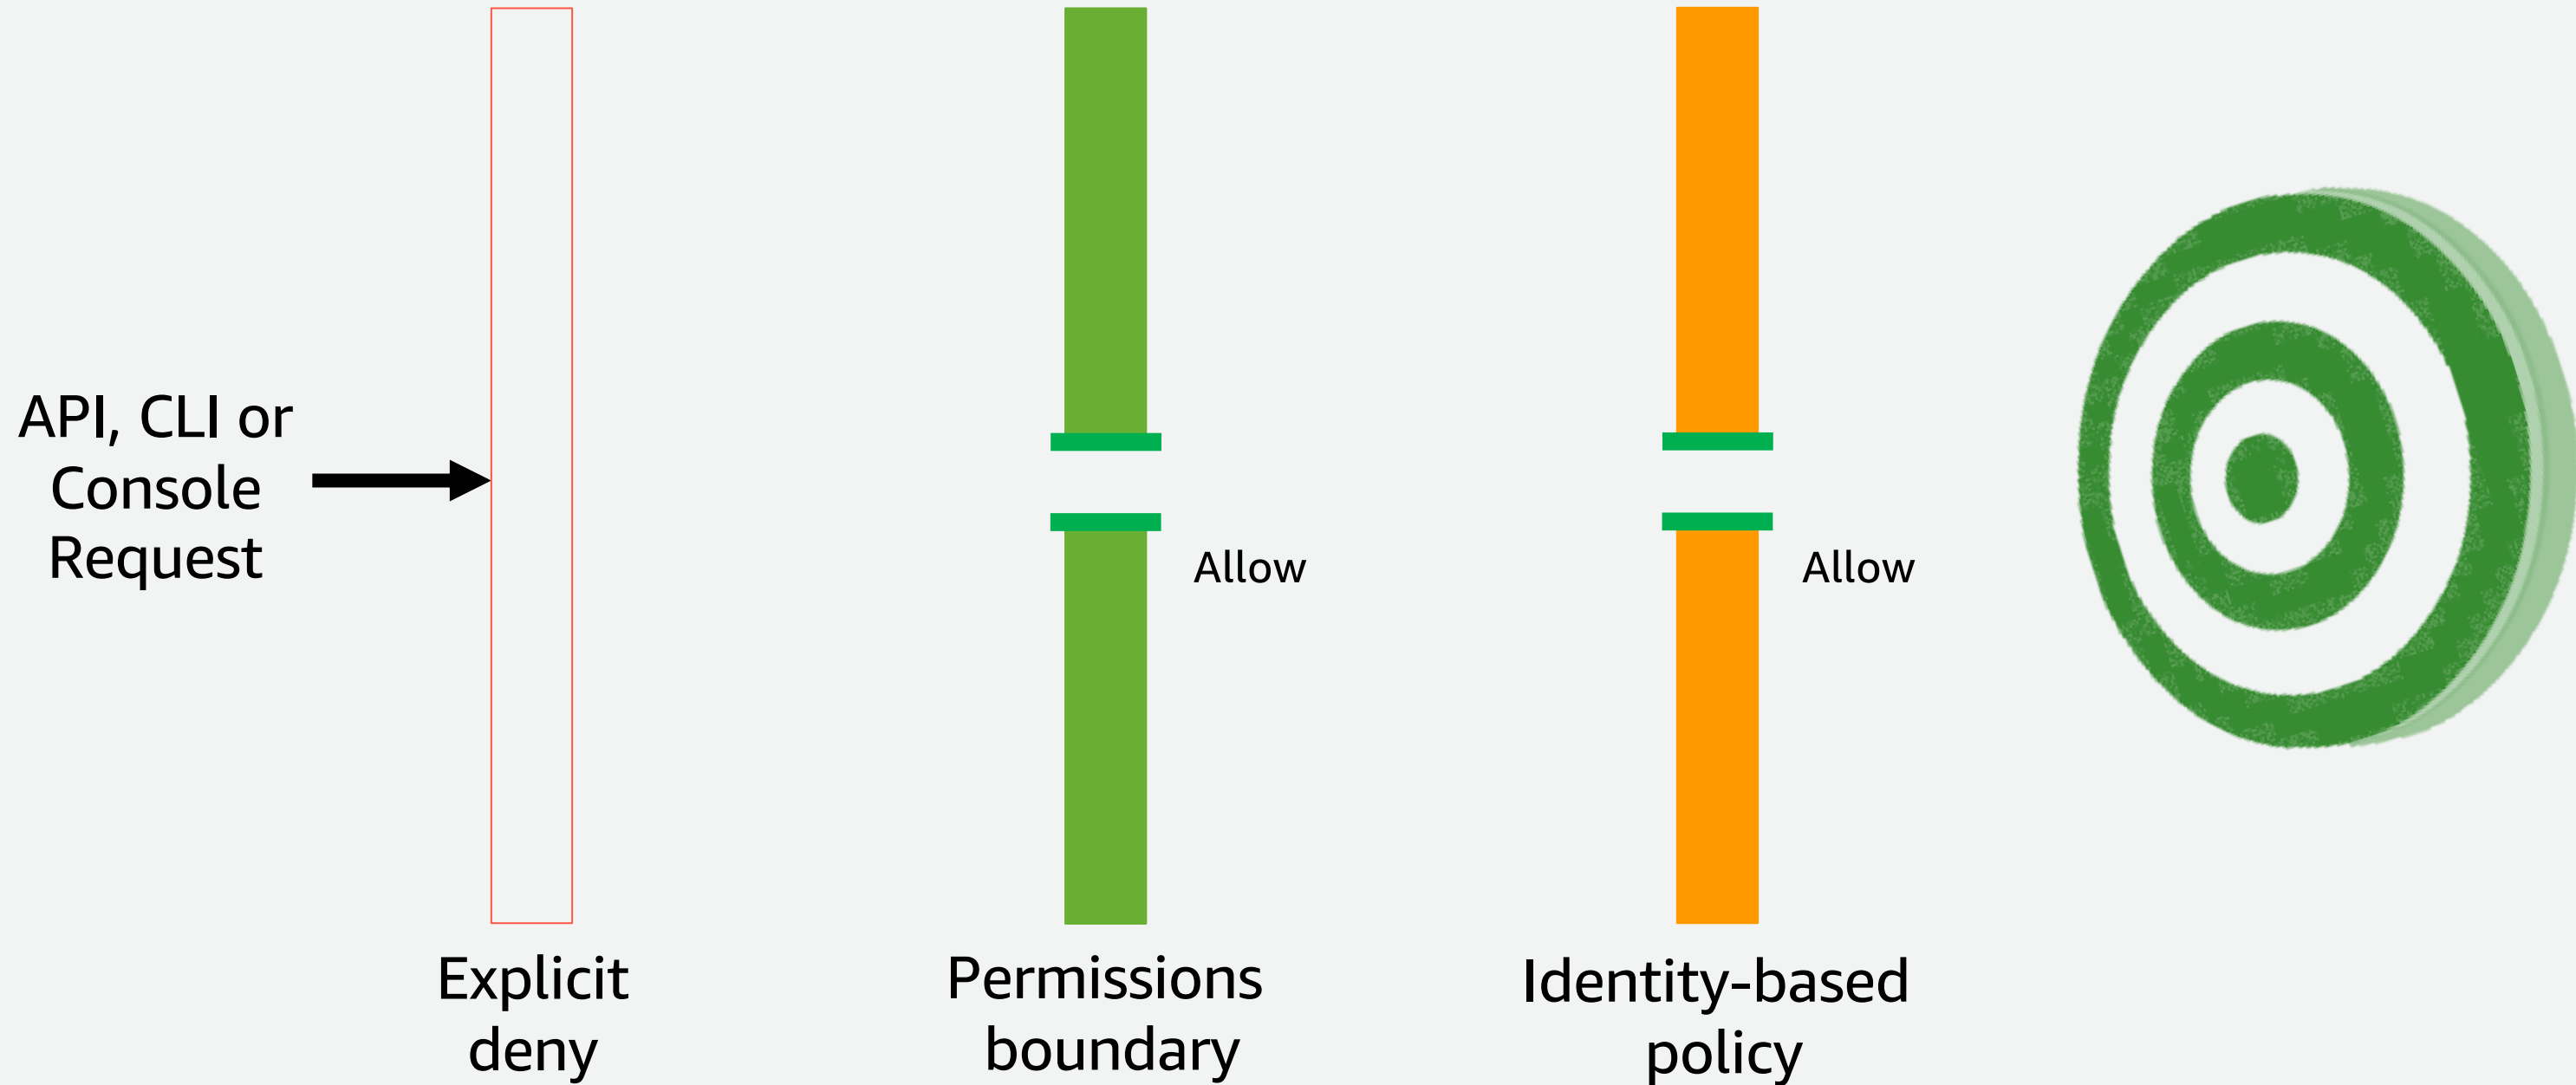 API, CLI or
Console
Request
Allow
Allow
Explicit
deny
Permissions
boundary
Identity-based
policy